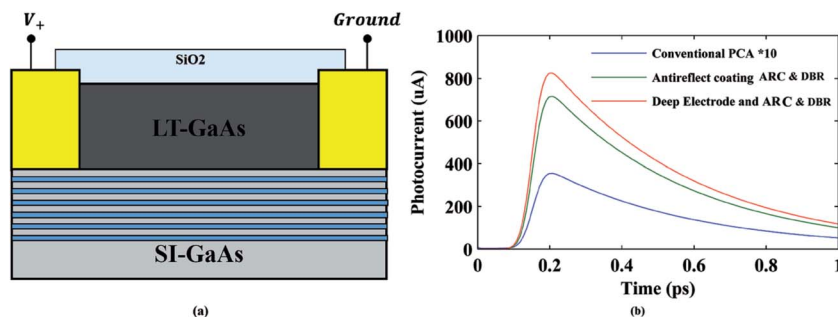 V+
Ground
SiO2
LT-GaAs
SI-GaAs
(a)
1000
800
600
400
200
0
Photocurrent (uA)
Conventional PCA *10
Antireflect coating ARC & DBR
Deep Electrode and ARC & DBR
0
0.2
0.4
0.6
0.8
1
Time (ps)
(b)